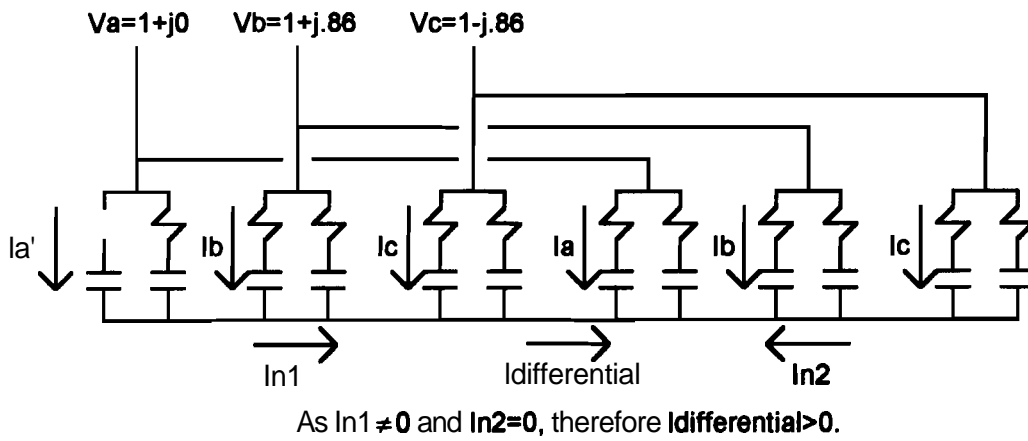 Va=1+j0 Vb=1+j.86 Vc=1-j.86
Ia' Ib Ic Ia Ib Ic
In1 Idifferential In2
As In1≠0 and In2=0, therefore Idifferential>0.